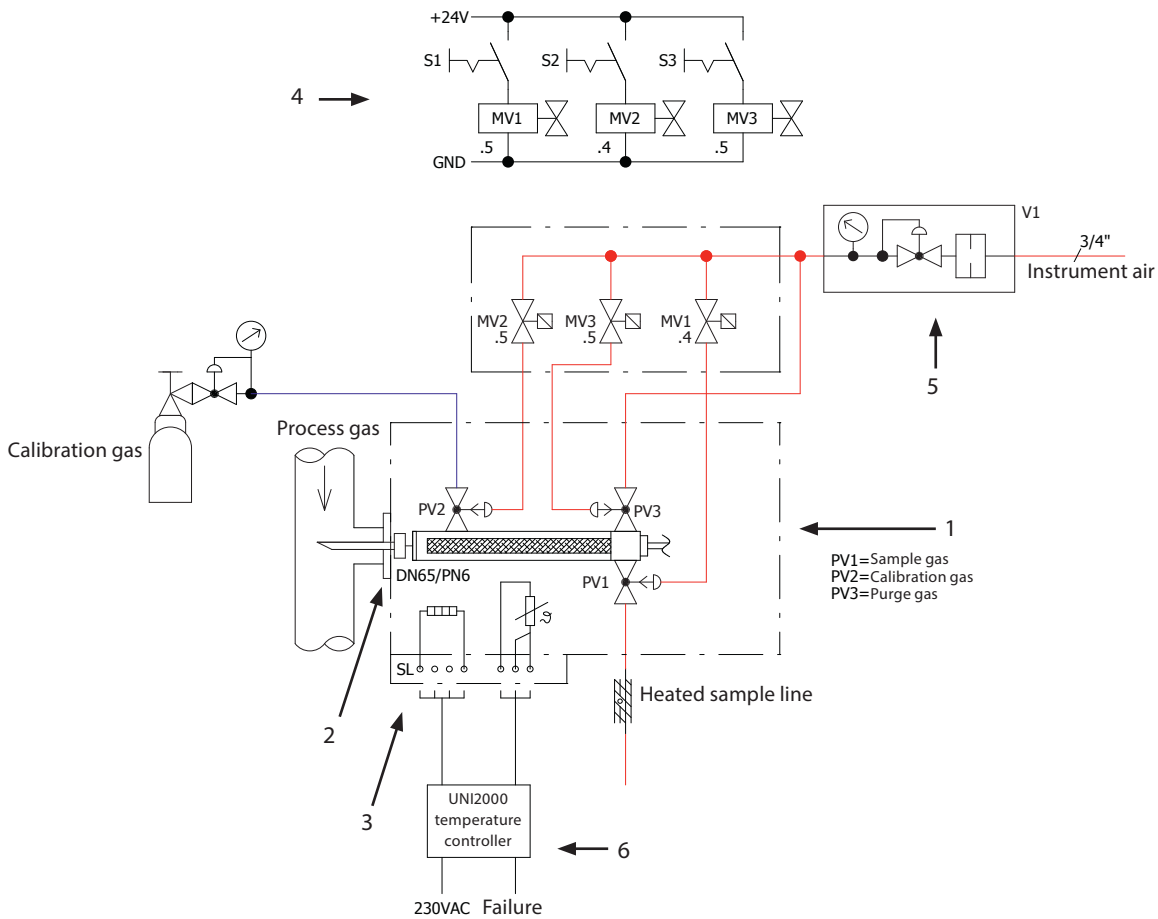 +24V
S1
S2
S3
4
MV1
MV2
MV3
.5
.4
.5
GND
V1
3/4"
Instrument air
MV2
.5
MV3
.5
MV1
.4
5
Calibration gas
Process gas
PV2
PV3
1
PV1=Sample gas
PV2=Calibration gas
PV3=Purge gas
DN65/PN6
PV1
ϑ
SL
Heated sample line
2
3
UNI2000
temperature
controller
6
230VAC Failure